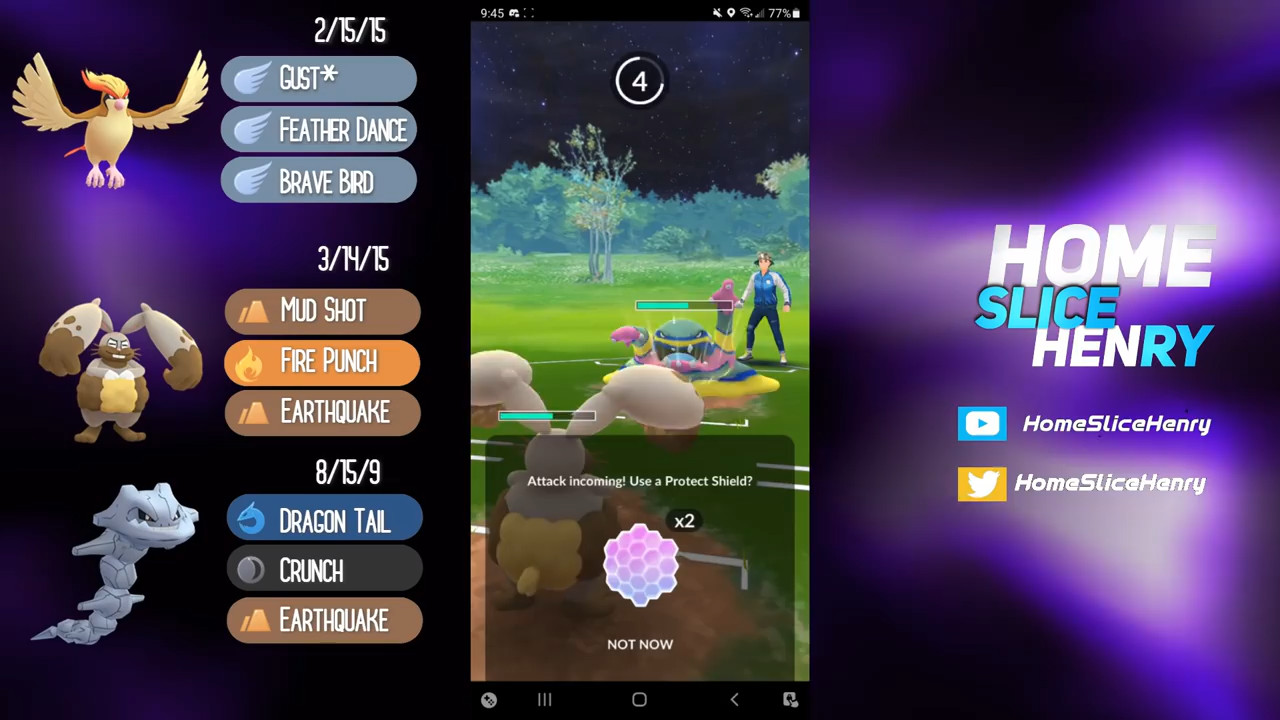 2/15/15
GUST*
FEATHER DANCE
BRAVE BIRD
3/14/15
MUD SHOT
FIRE PUNCH
EARTHQUAKE
8/15/9
DRAGON TAIL
CRUNCH
EARTHQUAKE
9:45
77%
4
Attack incoming! Use a Protect Shield?
x2
NOT NOW
HOME
SLICE
HENRY
HomeSliceHenry
HomeSliceHenry